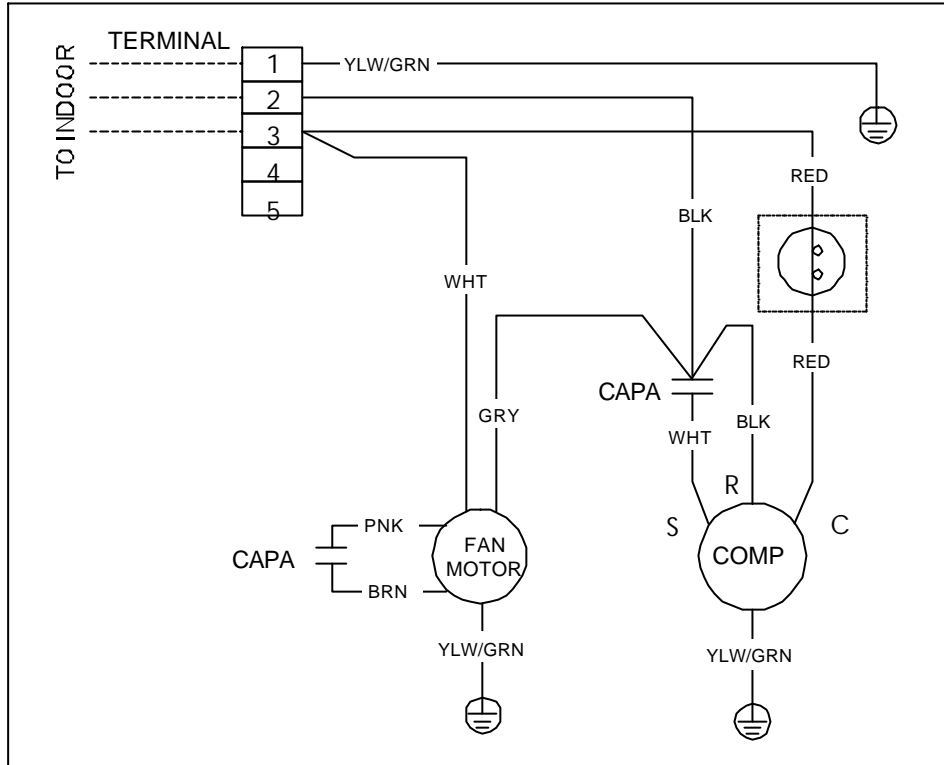 TERMINAL
TO INDOOR
1
YLW/GRN
2
3
4
5
RED
BLK
WHT
RED
CAPA
GRY
BLK
WHT
R
S
C
PNK
CAPA
FAN
MOTOR
COMP
BRN
YLW/GRN
YLW/GRN